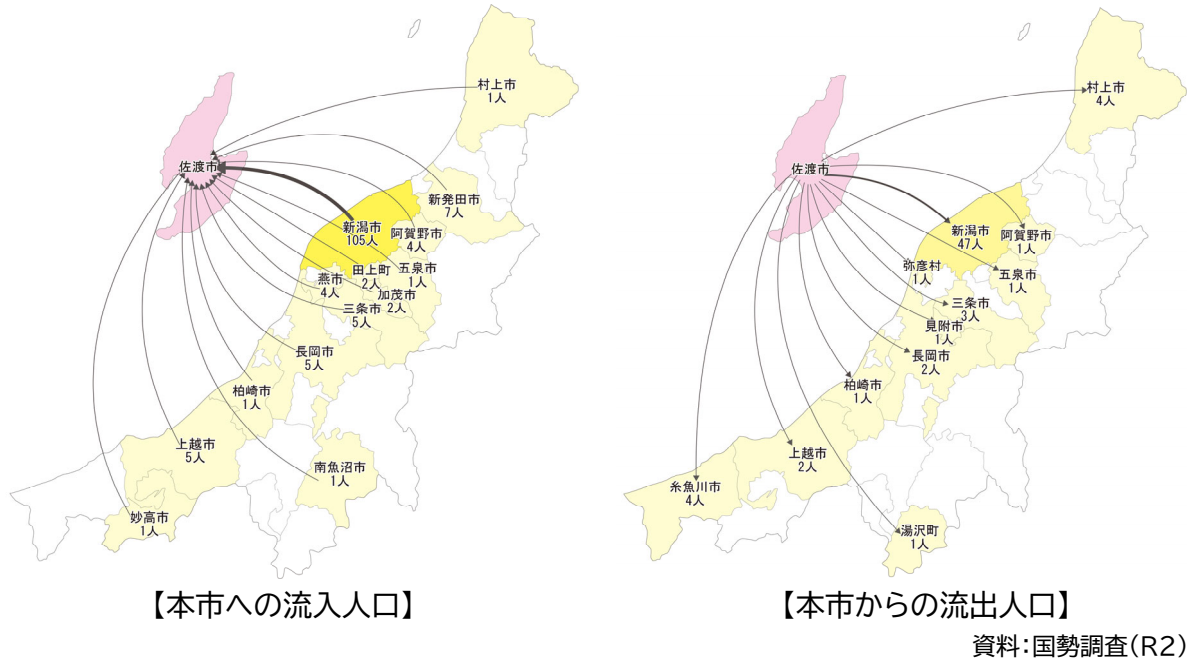 村上市
1人
佐渡市
新発田市
7人
新潟市
105人
阿賀野市
4人
田上町
2人
五泉市
1人
燕市
4人
加茂市
2人
三条市
5人
長岡市
5人
柏崎市
1人
上越市
5人
南魚沼市
1人
妙高市
1人
【本市への流入人口】
村上市
4人
佐渡市
新潟市
47人
阿賀野市
1人
弥彦村
1人
五泉市
1人
三条市
3人
見附市
1人
長岡市
2人
柏崎市
1人
上越市
2人
糸魚川市
4人
湯沢町
1人
【本市からの流出人口】
資料:国勢調査(R2)